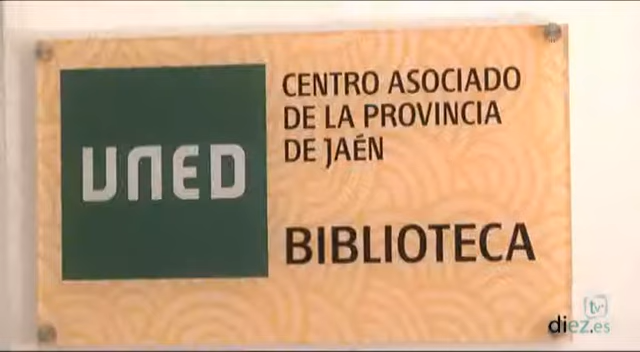 UNED
CENTRO ASOCIADO
DE LA PROVINCIA
DE JAÉN
BIBLIOTECA
tv
diez.es